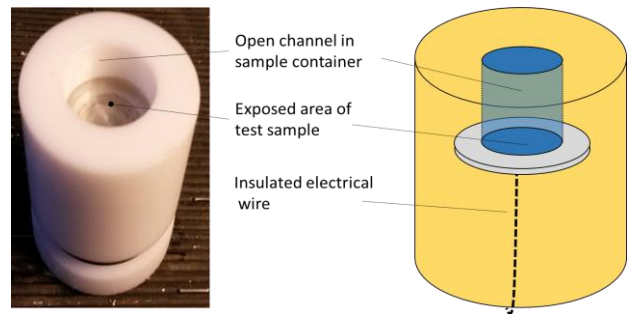 Open channel in
sample container
Exposed area of
test sample
Insulated electrical
wire